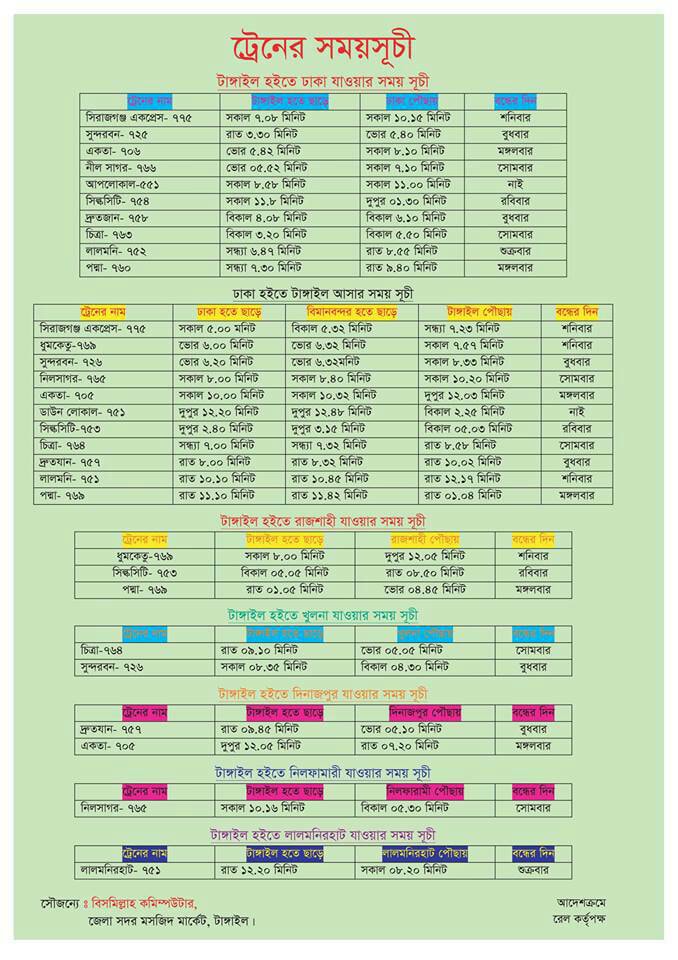 ট্রেনের সময়সূচী
টাঙ্গাইল হইতে ঢাকা যাওয়ার সময় সূচী
ট্রেনের নাম টাঙ্গাইল হতে ছাড়ে ঢাকা পৌছায় বন্ধের দিন
সিরাজগঞ্জ একপ্রেস- ৭৭৫ সকাল ৭.০৮ মিনিট সকাল ১০.১৫ মিনিট শনিবার
সুন্দরবন- ৭২৫ রাত ৩.৩০ মিনিট ভোর ৫.৪০ মিনিট বুধবার
একতা- ৭০৬ ভোর ৫.৪২ মিনিট সকাল ৮.১০ মিনিট মঙ্গলবার
নীল সাগর- ৭৬৬ ভোর ০৫.৫২ মিনিট সকাল ৭.১০ মিনিট সোমবার
আপলোকাল-৫৫১ সকাল ৮.৫৮ মিনিট সকাল ১১.০০ মিনিট নাই
সিল্কসিটি- ৭৫৪ সকাল ১১.৮ মিনিট দুপুর ০১.৩০ মিনিট রবিবার
দ্রুতজান- ৭৫৮ বিকাল ৪.০৮ মিনিট বিকাল ৬.১০ মিনিট বুধবার
চিত্রা- ৭৬৩ বিকাল ৩.২০ মিনিট বিকাল ৫.৫০ মিনিট সোমবার
লালমনি- ৭৫২ সন্ধ্যা ৬.৪৭ মিনিট রাত ৮.৫৫ মিনিট শুক্রবার
পদ্মা- ৭৬০ সন্ধ্যা ৭.৩০ মিনিট রাত ৯.৪০ মিনিট মঙ্গলবার
ঢাকা হইতে টাঙ্গাইল আসার সময় সূচী
ট্রেনের নাম ঢাকা হতে ছাড়ে বিমানবন্দর হতে ছাড়ে টাঙ্গাইল পৌছায় বন্ধের দিন
সিরাজগঞ্জ একপ্রেস- ৭৭৫ সকাল ৫.০০ মনিট বিকাল ৫.৩২ মিনিট সন্ধ্যা ৭.২৩ মিনিট শনিবার
ধুমকেতু-৭৬৯ ভোর ৬.০০ মিনিট ভোর ৬.৩২ মিনিট সকাল ৭.৫৭ মিনিট শনিবার
সুন্দরবন- ৭২৬ ভোর ৬.২০ মিনিট ভোর ৬.৩২মনিট সকাল ৮.৩৩ মিনিট বুধবার
নিলসাগর- ৭৬৫ সকাল ৮.০০ মিনিট সকাল ৮.৪০ মিনিট সকাল ১০.২০ মিনিট সোমবার
একতা- ৭০৫ সকাল ১০.০০ মিনিট সকাল ১০.৩২ মিনিট দুপুর ১২.০৩ মিনিট মঙ্গলবার
ডাউন লোকাল- ৭৫১ দুপুর ১২.২০ মিনিট দুপুর ১২.৪৮ মিনিট বিকাল ২.২৫ মিনিট নাই
সিল্কসিটি-৭৫৩ দুপুর ২.৪০ মিনিট দুপুর ৩.১৫ মিনিট বিকাল ০৫.০৩ মিনিট রবিবার
চিত্রা- ৭৬৪ সন্ধ্যা ৭.০০ মিনিট সন্ধ্যা ৭.৩২ মিনিট রাত ৮.৫৮ মিনিট সোমবার
দ্রুতযান- ৭৫৭ রাত ৮.০০ মিনিট রাত ৮.৩২ মিনিট রাত ১০.০২ মিনিট বুধবার
লালমনি- ৭৫১ রাত ১০.১০ মিনিট রাত ১০.৪৫ মিনিট রাত ১২.১৭ মিনিট শনিবার
পদ্মা- ৭৬৯ রাত ১১.১০ মিনিট রাত ১১.৪২ মিনিট রাত ০১.০৪ মিনিট মঙ্গলবার
টাঙ্গাইল হইতে রাজশাহী যাওয়ার সময় সূচী
ট্রেনের নাম টাঙ্গাইল হতে ছাড়ে রাজশাহী পৌছায় বন্ধের দিন
ধুমকেতু-৭৬৯ সকাল ৮.০০ মিনিট দুপুর ১২.০৫ মিনিট শনিবার
সিল্কসিটি- ৭৫৩ বিকাল ০৫.০৫ মিনিট রাত ০৮.৫০ মিনিট রবিবার
পদ্মা- ৭৬৯ রাত ০১.০৫ মিনিট ভোর ০৪.৪৫ মিনিট মঙ্গলবার
টাঙ্গাইল হইতে খুলনা যাওয়ার সময় সূচী
ট্রেনের নাম টাঙ্গাইল হতে ছাড়ে খুলনা পৌছায় বন্ধের দিন
চিত্রা-৭৬৪ রাত ০৯.১০ মিনিট ভোর ০৫.০৫ মিনিট সোমবার
সুন্দরবন- ৭২৬ সকাল ০৮.৩৫ মিনিট বিকাল ০৪.৩০ মিনিট বুধবার
টাঙ্গাইল হইতে দিনাজপুর যাওয়ার সময় সূচী
ট্রেনের নাম টাঙ্গাইল হতে ছাড়ে দিনাজপুর পৌছায় বন্ধের দিন
দ্রুতযান- ৭৫৭ রাত ০৯.৪৫ মিনিট ভোর ০৫.১০ মিনিট বুধবার
একতা- ৭০৫ দুপুর ১২.০৫ মিনিট রাত ০৭.২০ মিনিট মঙ্গলবার
টাঙ্গাইল হইতে নিলফামারী যাওয়ার সময় সূচী
ট্রেনের নাম টাঙ্গাইল হতে ছাড়ে নিলফারামী পৌছায় বন্ধের দিন
নিলসাগর- ৭৬৫ সকাল ১০.১৬ মিনিট বিকাল ০৫.৩০ মিনিট সোমবার
টাঙ্গাইল হইতে লালমনিরহাট যাওয়ার সময় সূচী
ট্রেনের নাম টাঙ্গাইল হতে ছাড়ে লালমনিরহাট পৌছায় বন্ধের দিন
লালমনিরহাট- ৭৫১ রাত ১২.২০ মিনিট সকাল ০৮.২০ মিনিট শুক্রবার
সৌজন্যে ঃ বিসমিল্লাহ কমিম্পউটার,
জেলা সদর মসজিদ মার্কেট, টাঙ্গাইল।
আদেশক্রমে
রেল কর্তৃপক্ষ